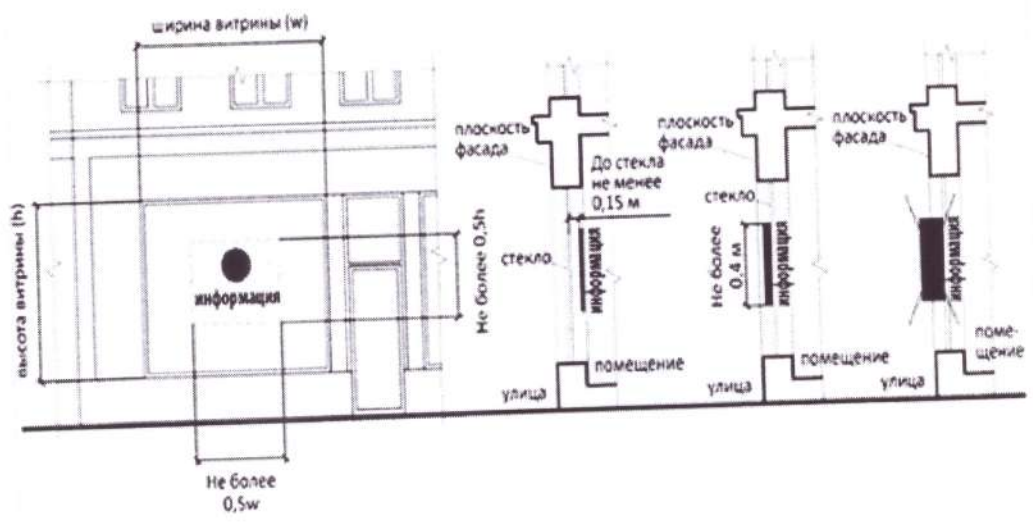 ширина витрины (w)
высота витрины (h)
информация
Не более 0,5h
Не более
0,5w
плоскость
фасада
До стекла
не менее
0,15 м
стекло
информация
помещение
улица
плоскость
фасада
стекло
Не более
0,4 м
информация
помещение
улица
плоскость
фасада
информация
поме-
щение
улица